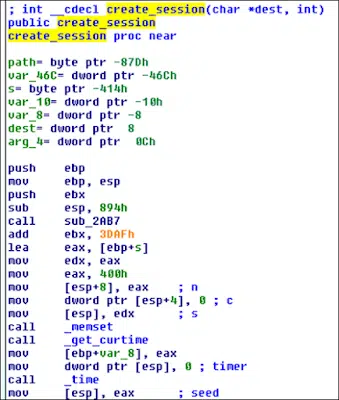 ; int __cdecl create_session(char *dest, int)
public create_session
create_session proc near
path= byte ptr -87Dh
var_46C= dword ptr -46Ch
s= byte ptr -414h
var_10= dword ptr -10h
var_8= dword ptr -8
dest= dword ptr  8
arg_4= dword ptr  0Ch
push    ebp
mov     ebp, esp
push    ebx
sub     esp, 894h
call    sub_2AB7
add     ebx, 3DAFh
lea     eax, [ebp+s]
mov     edx, eax
mov     eax, 400h
mov     [esp+8], eax    ; n
mov     dword ptr [esp+4], 0 ; c
mov     [esp], edx      ; s
call    _memset
call    _get_curtime
mov     [ebp+var_8], eax
mov     dword ptr [esp], 0 ; timer
call    _time
mov     [esp], eax      ; seed